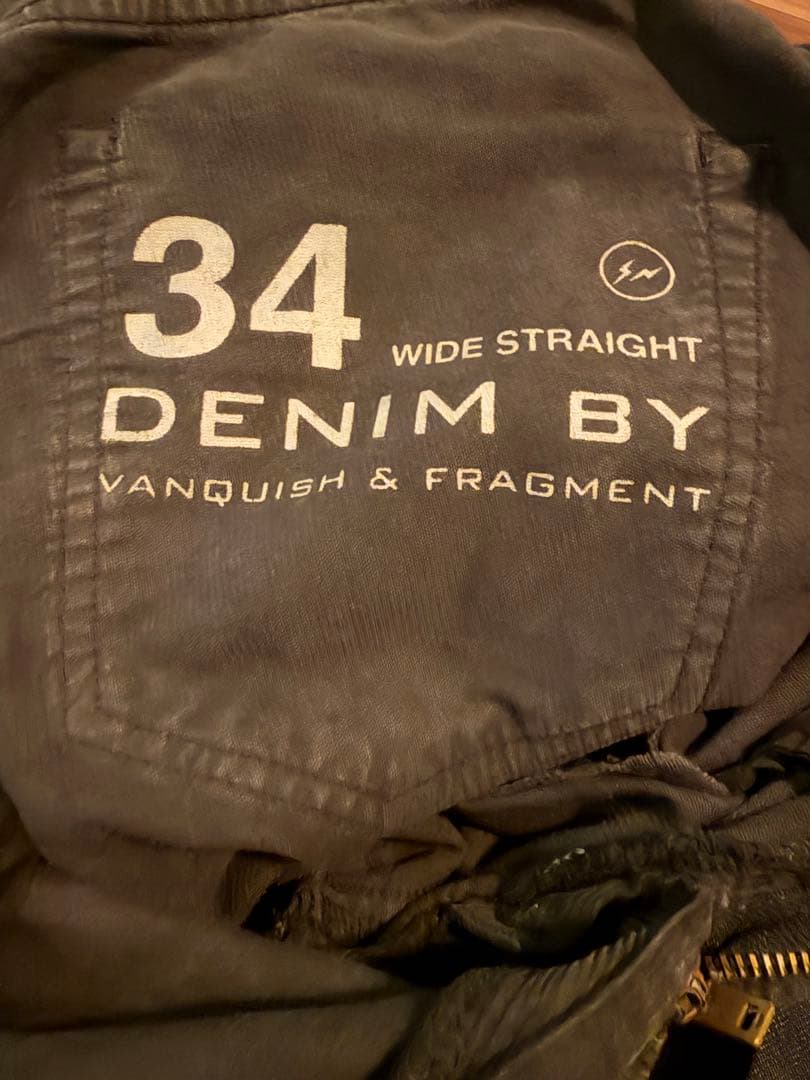 34 WIDE STRAIGHT
DENIM BY
VANQUISH & FRAGMENT